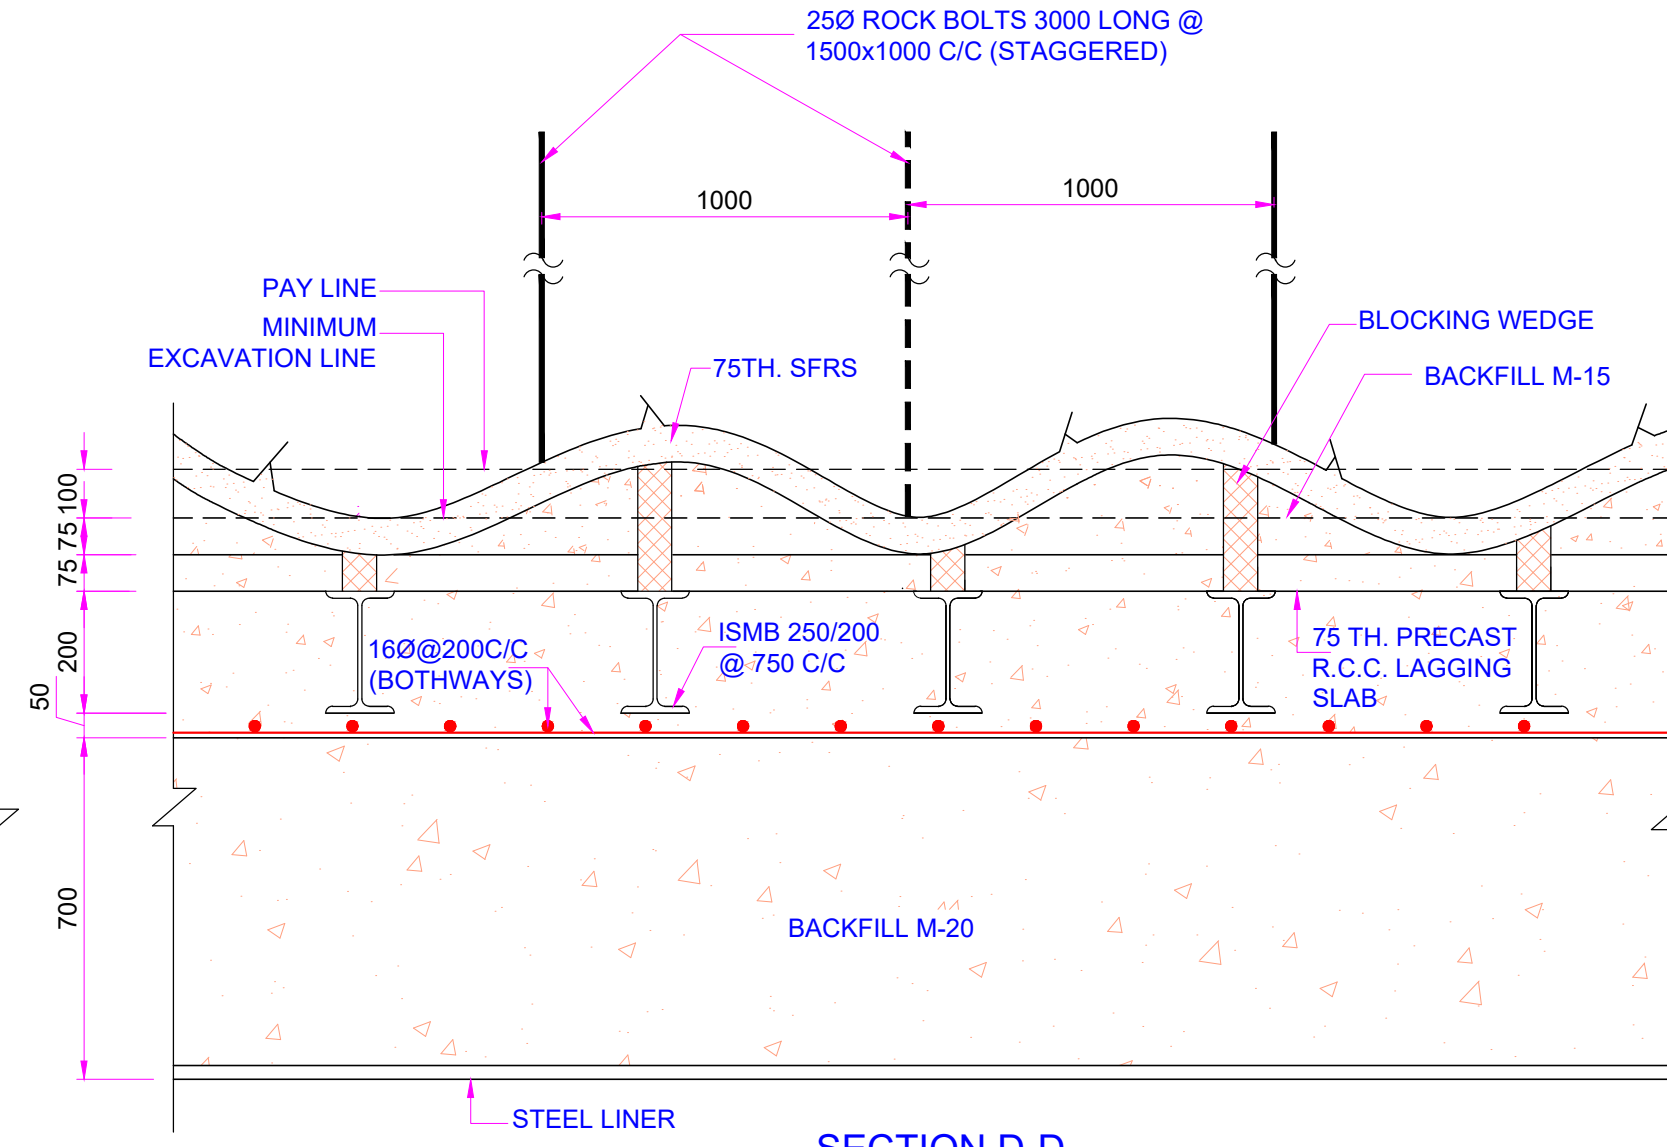 25Ø ROCK BOLTS 3000 LONG @
1500x1000 C/C (STAGGERED)
1000
1000
PAY LINE
MINIMUM
EXCAVATION LINE
75TH. SFRS
BLOCKING WEDGE
BACKFILL M-15
100
75
75
200
50
700
16Ø@200C/C
(BOTHWAYS)
ISMB 250/200
@ 750 C/C
75 TH. PRECAST
R.C.C. LAGGING
SLAB
BACKFILL M-20
STEEL LINER
SECTION D-D